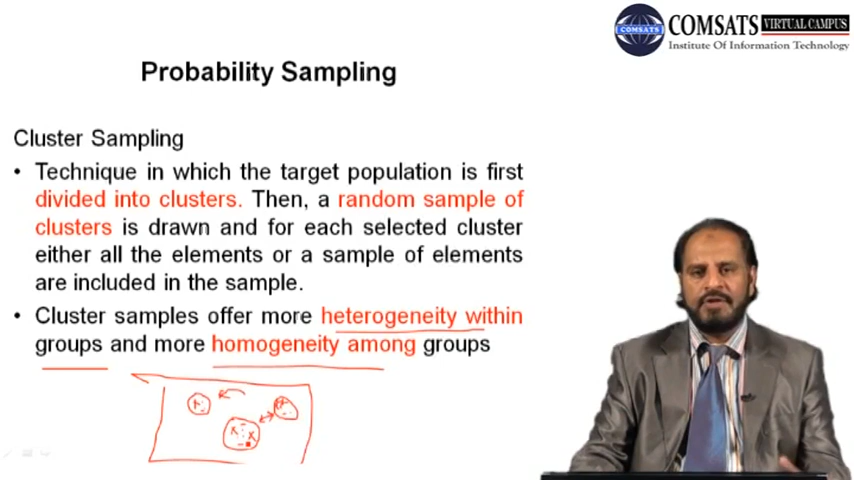 COMSATS
COMSATS VIRTUAL CAMPUS
Institute Of Information Technology
Probability Sampling
Cluster Sampling
• Technique in which the target population is first
divided into clusters. Then, a random sample of
clusters is drawn and for each selected cluster
either all the elements or a sample of elements
are included in the sample.
• Cluster samples offer more heterogeneity within
groups and more homogeneity among groups